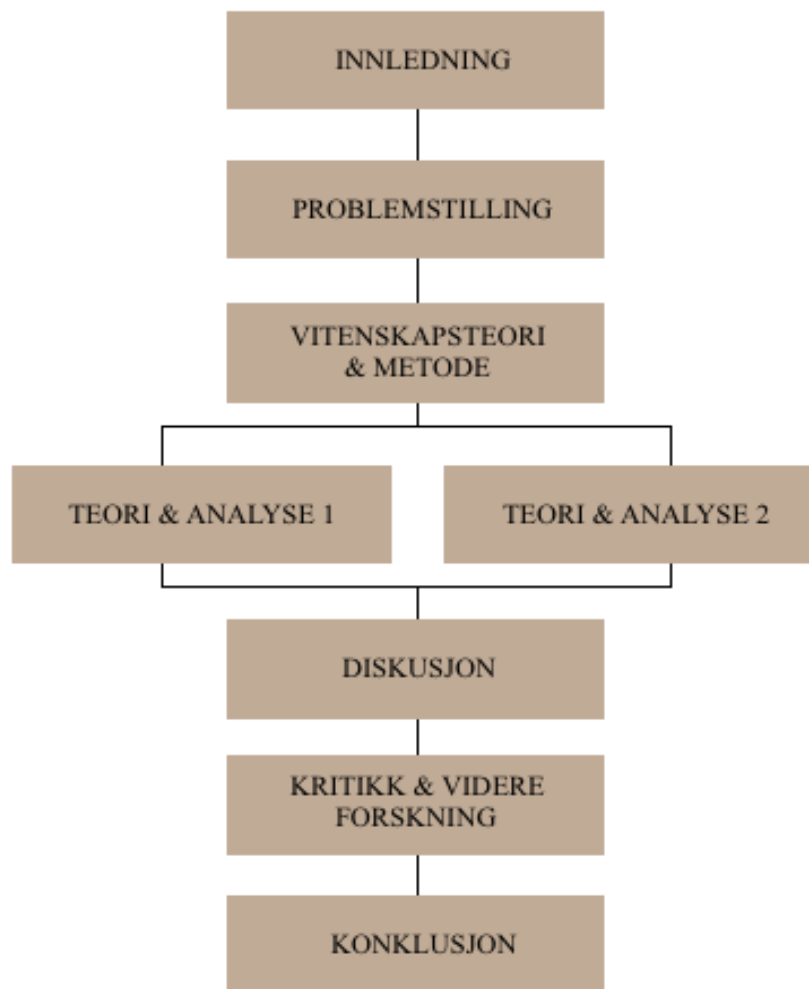 INNLEDNING
PROBLEMSTILLING
VITENSKAPSTEORI
& METODE
TEORI & ANALYSE 1
TEORI & ANALYSE 2
DISKUSJON
KRITIKK & VIDERE
FORSKNING
KONKLUSJON